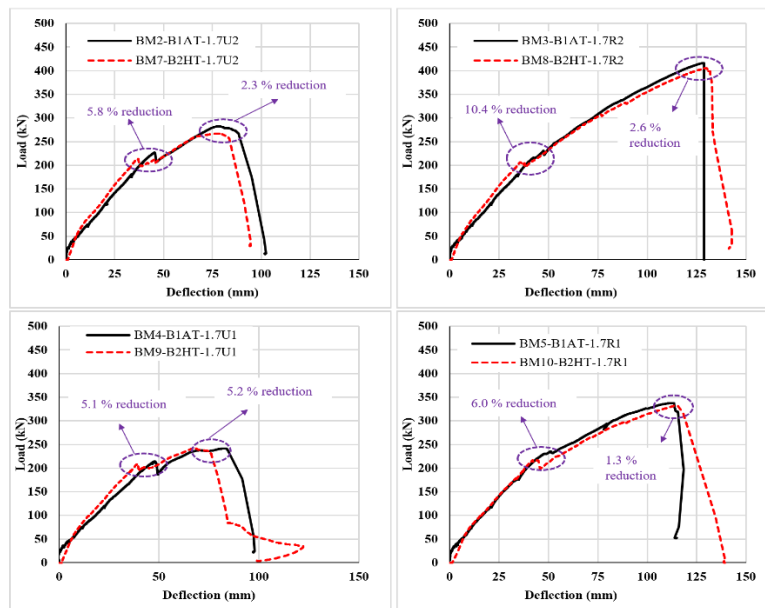 500
450
400
350
300
250
200
150
100
50
0
Load (kN)
BM2-B1AT-1.7U2
BM7-B2HT-1.7U2
5.8 % reduction
2.3% reduction
0
25
50
75
100
125
150
Deflection (mm)
500
450
400
350
300
250
200
150
100
50
0
Load (kN)
BM3-B1AT-1.7R2
BM8-B2HT-1.7R2
10.4 % reduction
2.6 %
reduction
0
25
50
75
100
125
150
Deflection (mm)
500
450
400
350
300
250
200
150
100
50
0
Load (kN)
BM4-B1AT-1.7U1
BM9-B2HT-1.7U1
5.1 % reduction
5.2 % reduction
0
50
100
150
Deflection (mm)
500
450
400
350
300
250
200
150
100
50
0
Load (kN)
BM5-B1AT-1.7R1
BM10-B2HT-1.7R1
6.0 % reduction
1.3 %
reduction
0
25
50
75
100
125
150
Deflection (mm)